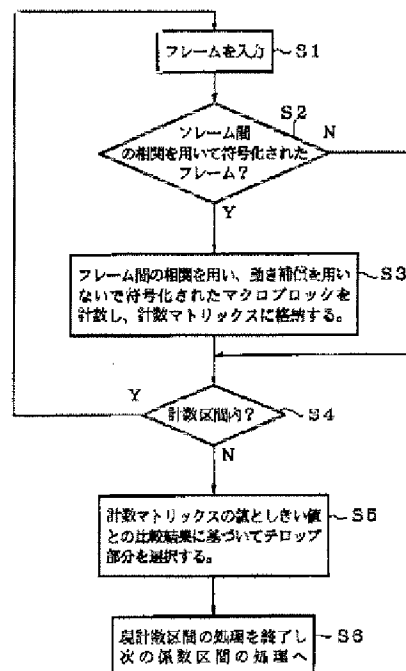 フレームを入力
S1
S2
フレーム間
の相関を用いて符号化された
フレーム？
N
Y
フレーム間の相関を用い、動き補償を用い
ないで符号化されたマクロブロックを
計数し、計数マトリックスに格納する。
S3
Y
計数区間内？
S4
N
計数マトリックスの値としきい値
との比較結果に基づいてテロップ
部分を選択する。
S5
現計数区間の処理を終了し
次の係数区間の処理へ
S6